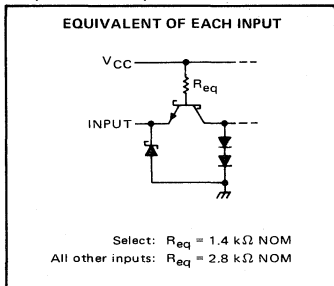 EQUIVALENT OF EACH INPUT
VCC
Req
INPUT
Select: Req = 1.4 kΩ NOM
All other inputs: Req = 2.8 kΩ NOM